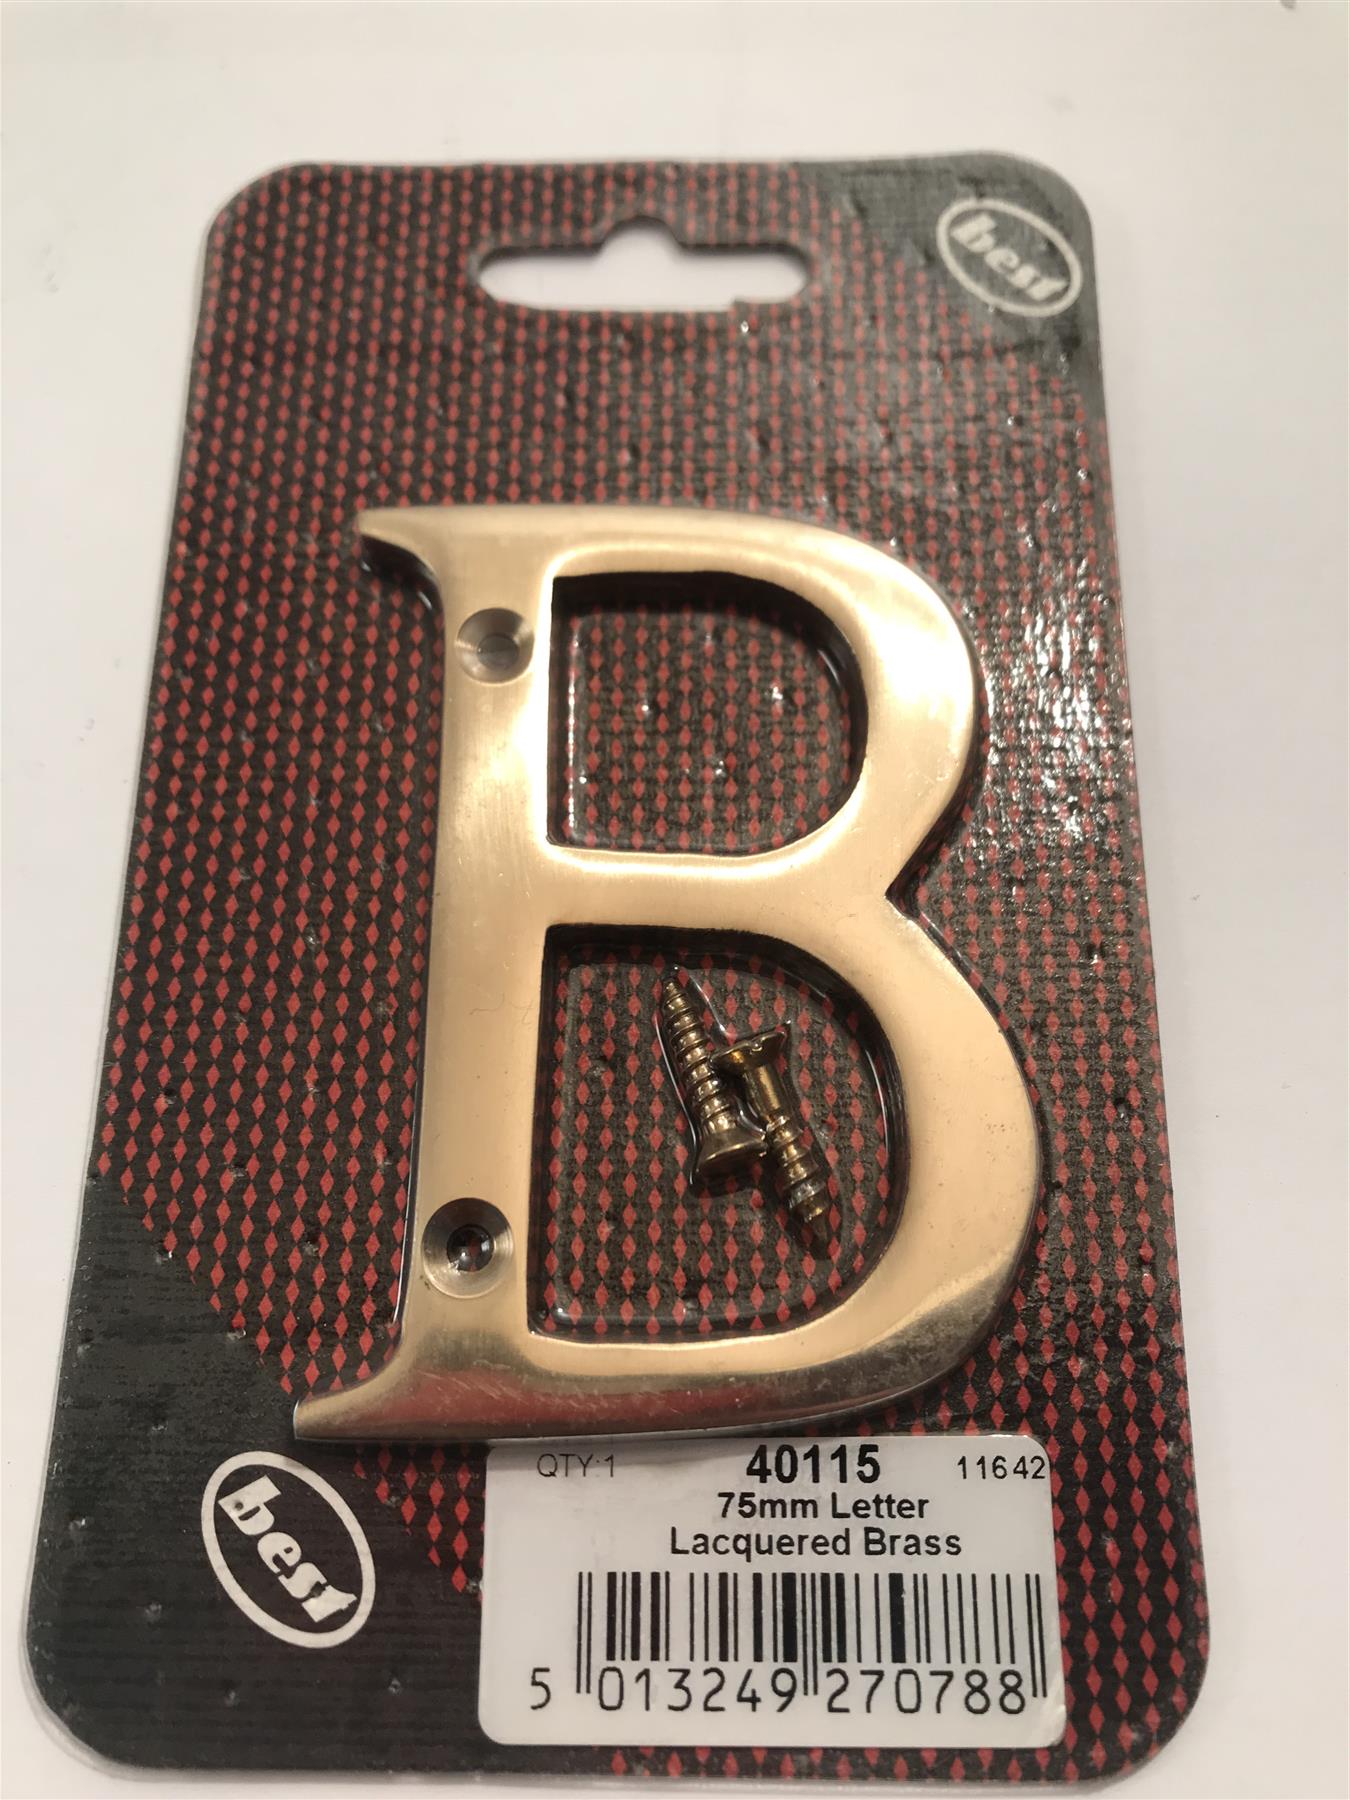 best
B
QTY:1 40115 11642
75mm Letter
Lacquered Brass
5 013249 270788
best